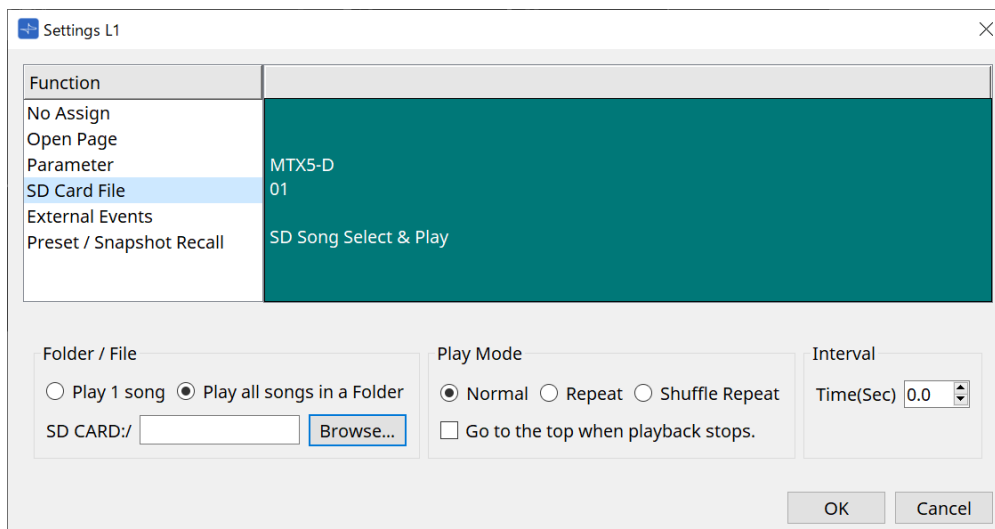 Settings L1
Function
No Assign
Open Page
Parameter
SD Card File
External Events
Preset / Snapshot Recall
MTX5-D
01
SD Song Select & Play
Folder / File
Play 1 song Play all songs in a Folder
SD CARD:/ Browse...
Play Mode
Normal Repeat Shuffle Repeat
Go to the top when playback stops.
Interval
Time(Sec) 0.0
OK Cancel